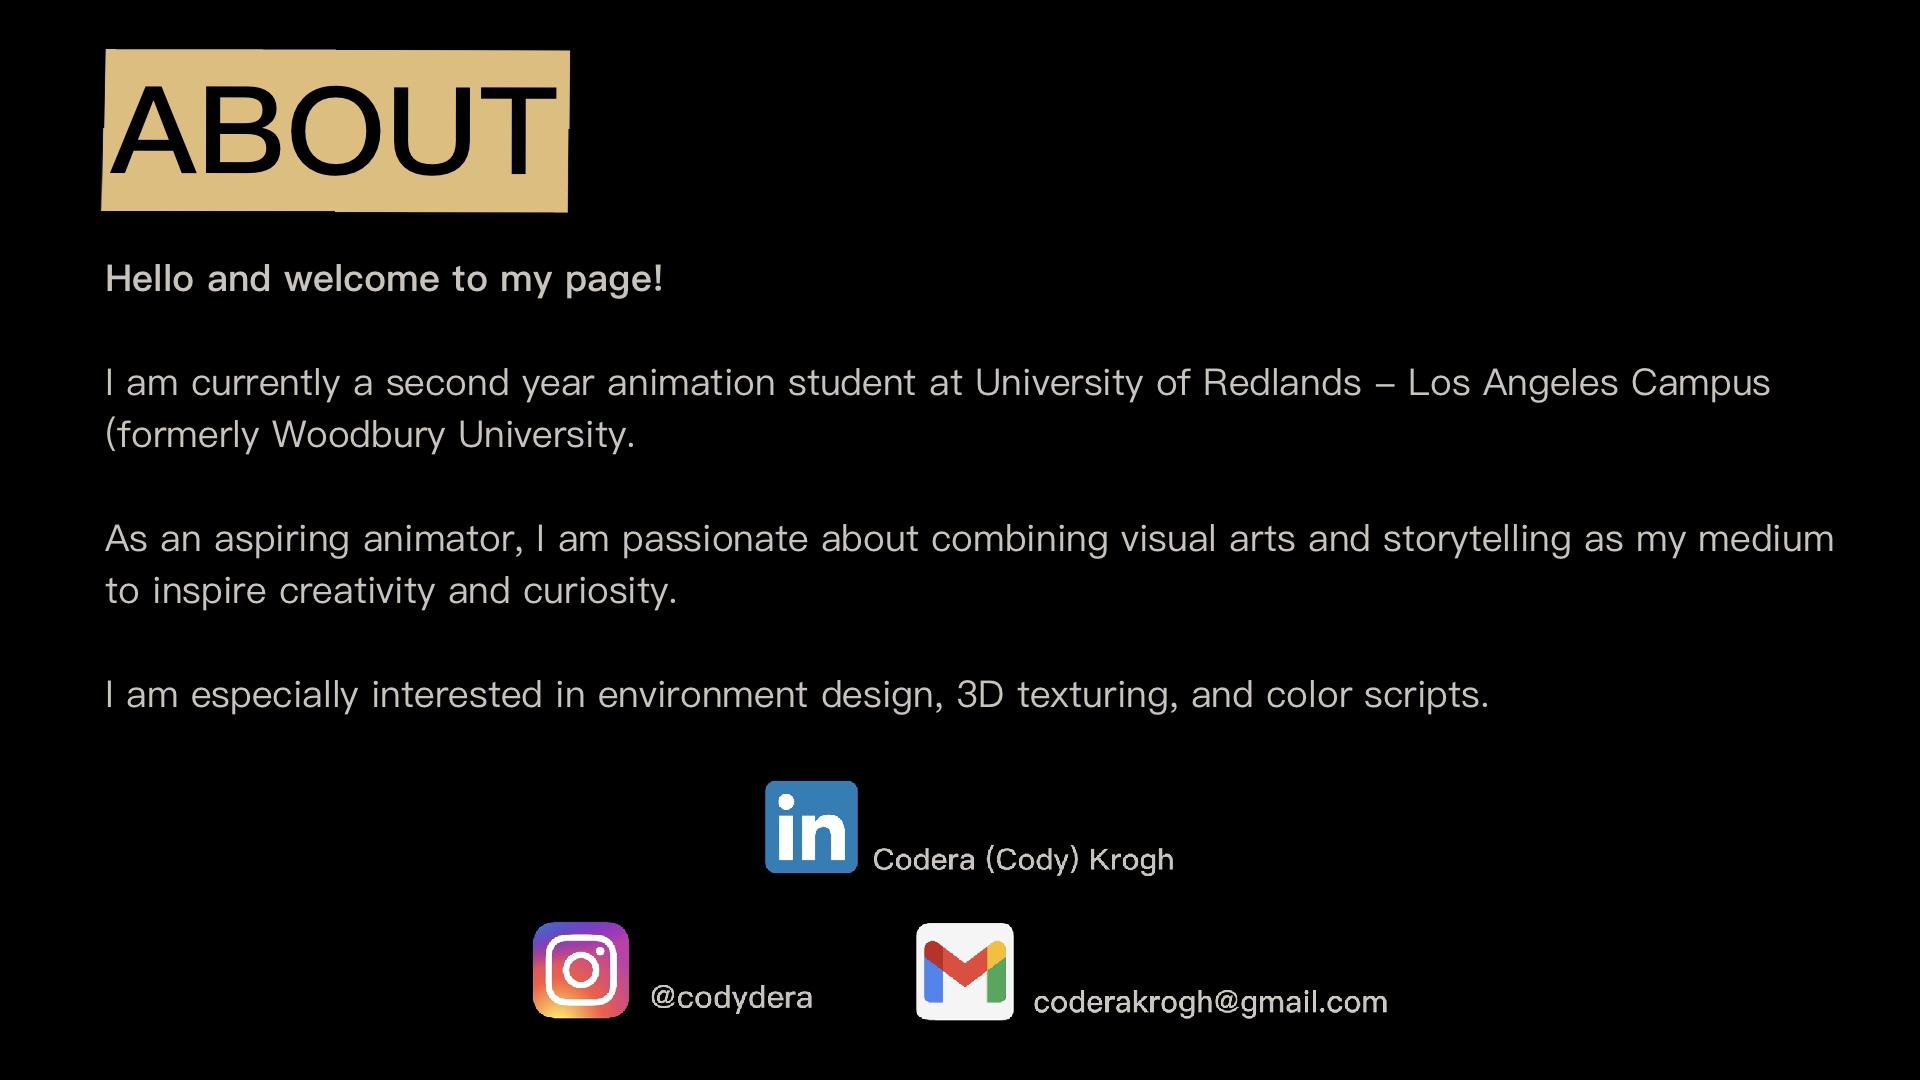 ABOUT
Hello and welcome to my page!
I am currently a second year animation student at University of Redlands – Los Angeles Campus
(formerly Woodbury University.
As an aspiring animator, I am passionate about combining visual arts and storytelling as my medium
to inspire creativity and curiosity.
I am especially interested in environment design, 3D texturing, and color scripts.
in Codera (Cody) Krogh
@codydera
coderakrogh@gmail.com